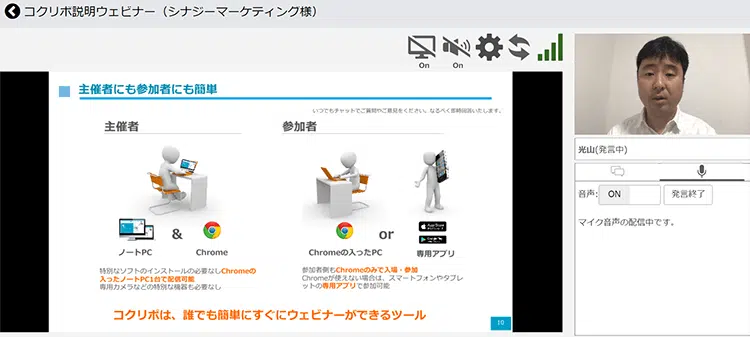 コクリポ説明ウェビナー（シナジーマーケティング様）
On
On
主催者にも参加者にも簡単
いつでもチャットでご質問やご意見をください。なるべく即時回答いたします。
主催者
参加者
ノートPC
&
Chrome
Chromeの入ったPC
or
専用アプリ
特別なソフトのインストールの必要なしChromeの
入ったノートPC1台で配信可能
専用カメラなどの特別な機器も必要なし
参加者側もChromeのみで入場・参加
Chromeが使えない場合は、スマートフォンやタブレ
ットの専用アプリで参加可能
コクリポは、誰でも簡単にすぐにウェビナーができるツール
10
光山(発言中)
音声:
ON
発言終了
マイク音声の配信中です。